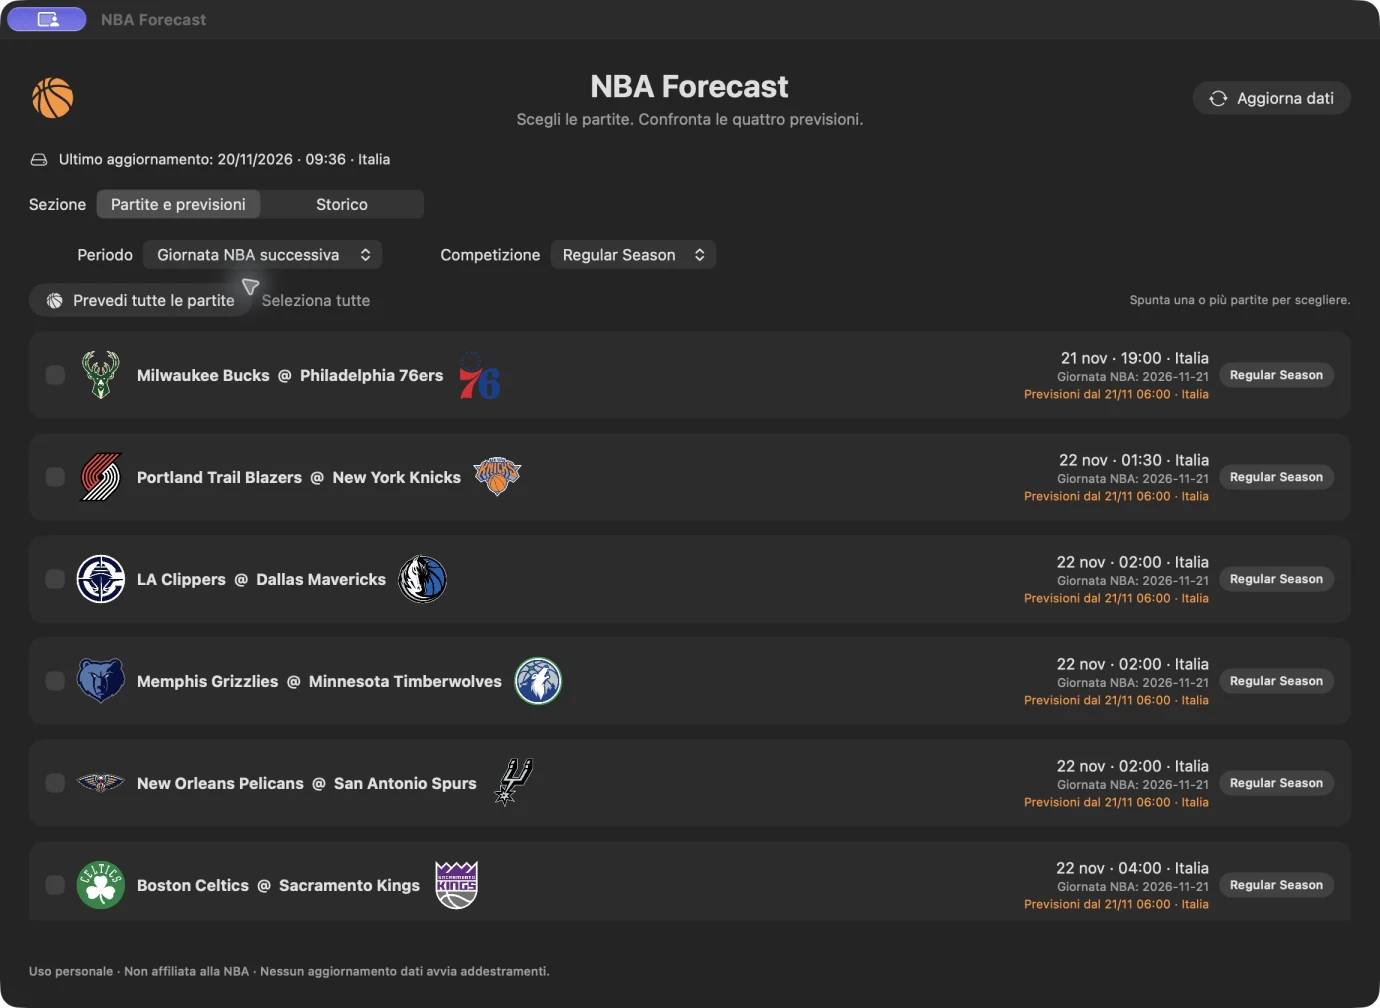 NBA Forecast
NBA Forecast
Scegli le partite. Confronta le quattro previsioni.
Aggiorna dati
Ultimo aggiornamento: 20/11/2026 · 09:36 · Italia
Sezione Partite e previsioni Storico
Periodo Giornata NBA successiva Competizione Regular Season
Prevedi tutte le partite Seleziona tutte Spunta una o più partite per scegliere.
Milwaukee Bucks @ Philadelphia 76ers 76
21 nov · 19:00 · Italia
Giornata NBA: 2026-11-21
Previsioni dal 21/11 06:00 · Italia
Regular Season
Portland Trail Blazers @ New York Knicks KNICKS
22 nov · 01:30 · Italia
Giornata NBA: 2026-11-21
Previsioni dal 21/11 06:00 · Italia
Regular Season
LA Clippers @ Dallas Mavericks
22 nov · 02:00 · Italia
Giornata NBA: 2026-11-21
Previsioni dal 21/11 06:00 · Italia
Regular Season
Memphis Grizzlies @ Minnesota Timberwolves
22 nov · 02:00 · Italia
Giornata NBA: 2026-11-21
Previsioni dal 21/11 06:00 · Italia
Regular Season
New Orleans Pelicans @ San Antonio Spurs
22 nov · 02:00 · Italia
Giornata NBA: 2026-11-21
Previsioni dal 21/11 06:00 · Italia
Regular Season
CELTICS Boston Celtics @ Sacramento Kings SACRAMENTO KINGS
22 nov · 04:00 · Italia
Giornata NBA: 2026-11-21
Previsioni dal 21/11 06:00 · Italia
Regular Season
Uso personale · Non affiliata alla NBA · Nessun aggiornamento dati avvia addestramenti.